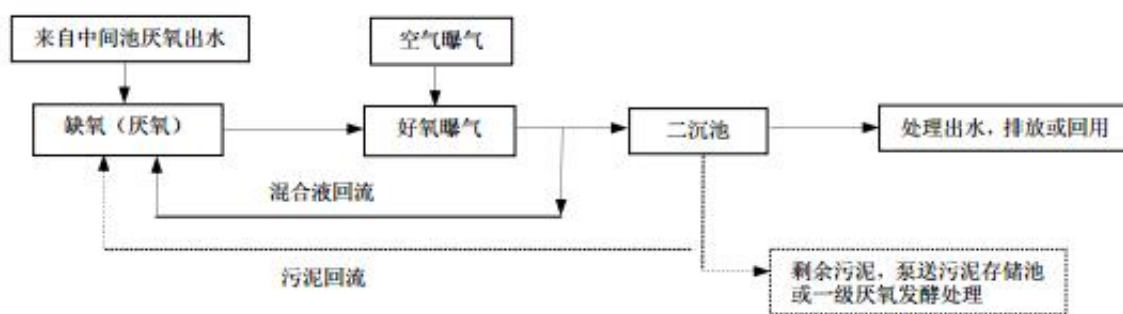 来自中间池厌氧出水
空气曝气
缺氧（厌氧）
好氧曝气
二沉池
处理出水，排放或回用
混合液回流
污泥回流
剩余污泥，泵送污泥存储池
或一级厌氧发酵处理